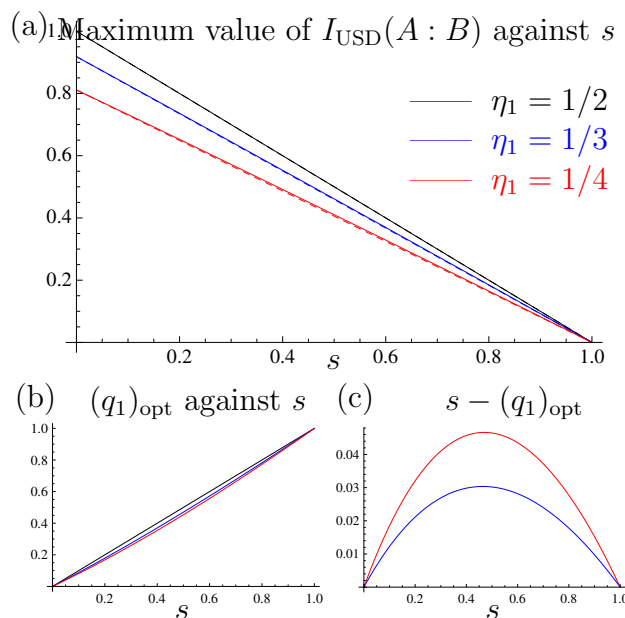 (a) Maximum value of I_USD(A : B) against s
1.0
0.8
0.6
0.4
0.2
η₁ = 1/2
η₁ = 1/3
η₁ = 1/4
0.2 0.4 0.6 0.8 1.0
s
(b) (q₁)opt against s
1.0
0.8
0.6
0.4
0.2
0.2 0.4 0.6 0.8 1.0
s
(c) s − (q₁)opt
0.04
0.03
0.02
0.01
0.2 0.4 0.6 0.8 1.0
s